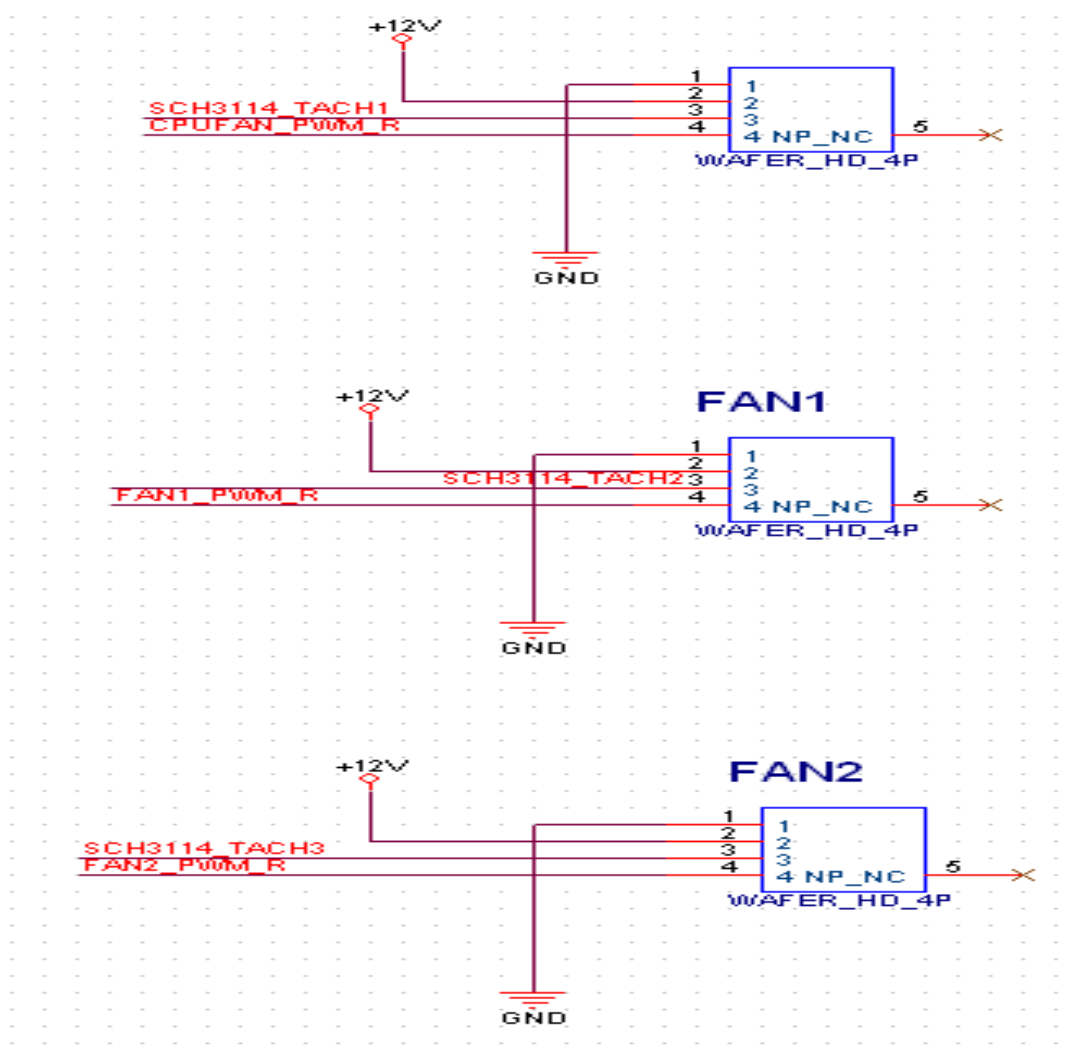 +12V
1
1
2
2
SCH3114_TACH1
3
3
CPUFAN_PWM_R
4
4 NP_NC
5
WAFER_HD_4P
GND
+12V
FAN1
1
1
2
2
SCH3114_TACH2
3
3
FAN1_PWM_R
4
4 NP_NC
5
WAFER_HD_4P
GND
+12V
FAN2
1
1
2
2
SCH3114_TACH3
3
3
FAN2_PWM_R
4
4 NP_NC
5
WAFER_HD_4P
GND